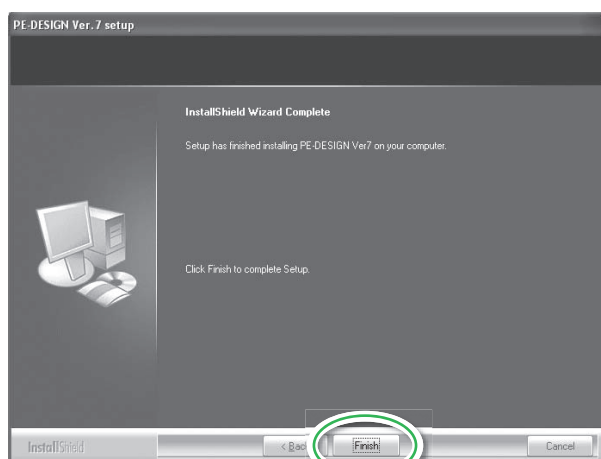 PE-DESIGN Ver. 7 setup
InstallShield Wizard Complete
Setup has finished installing PE-DESIGN Ver7 on your computer.
Click Finish to complete Setup.
InstallShield
< Bac
Finish
Cancel